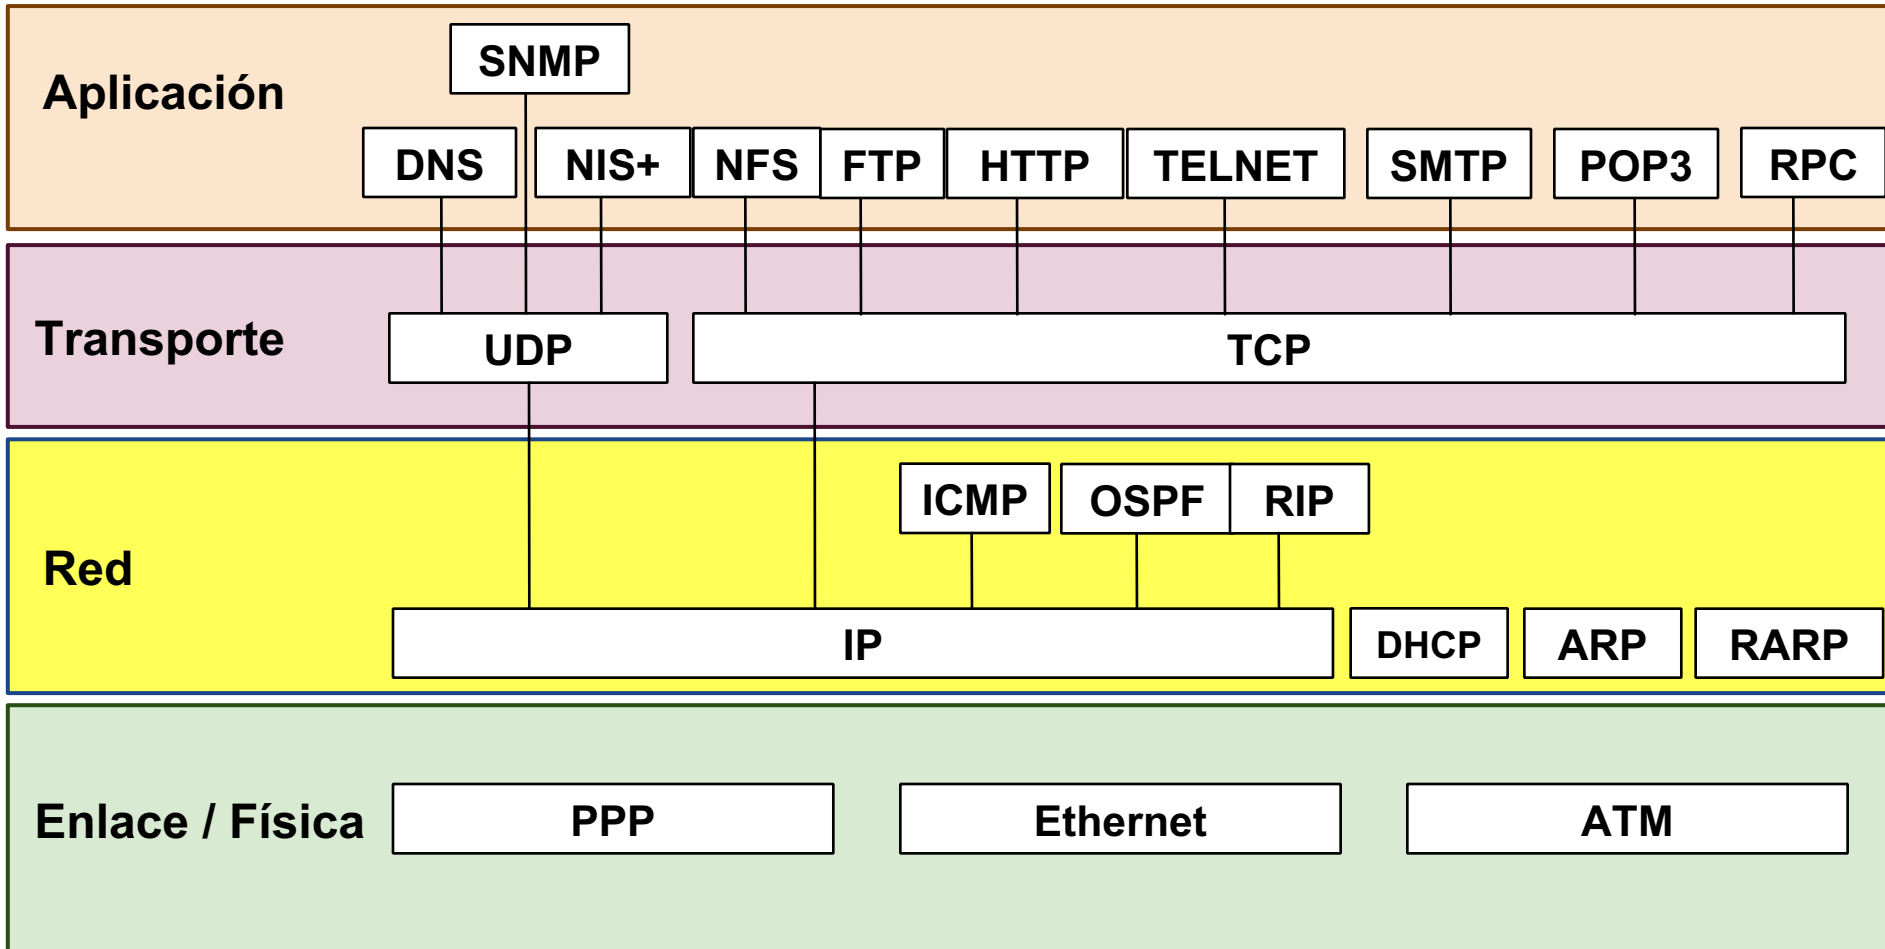 SNMP
Aplicación
DNS NIS+ NFS FTP HTTP TELNET SMTP POP3 RPC
Transporte UDP TCP
ICMP OSPF RIP
Red
IP DHCP ARP RARP
Enlace / Física PPP Ethernet ATM